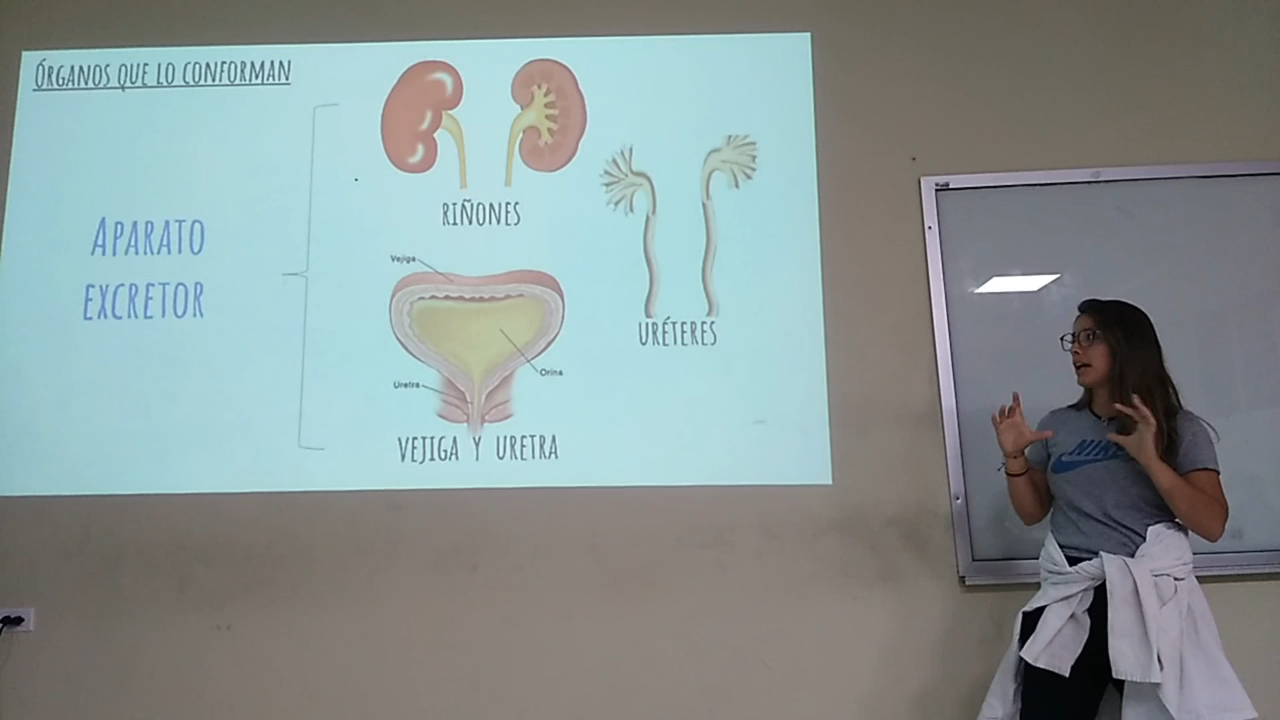 ÓRGANOS QUE LO CONFORMAN
APARATO
EXCRETOR
RIÑONES
URÉTERES
Vejiga
Orina
Uretra
VEJIGA Y URETRA
NIKE